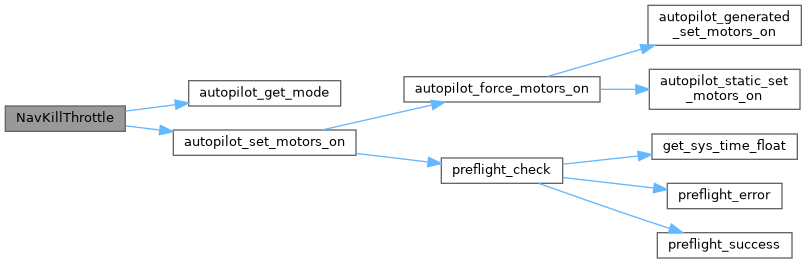 NavKillThrottle
autopilot_get_mode
autopilot_set_motors_on
autopilot_force_motors_on
preflight_check
autopilot_generated
_set_motors_on
autopilot_static_set
_motors_on
get_sys_time_float
preflight_error
preflight_success